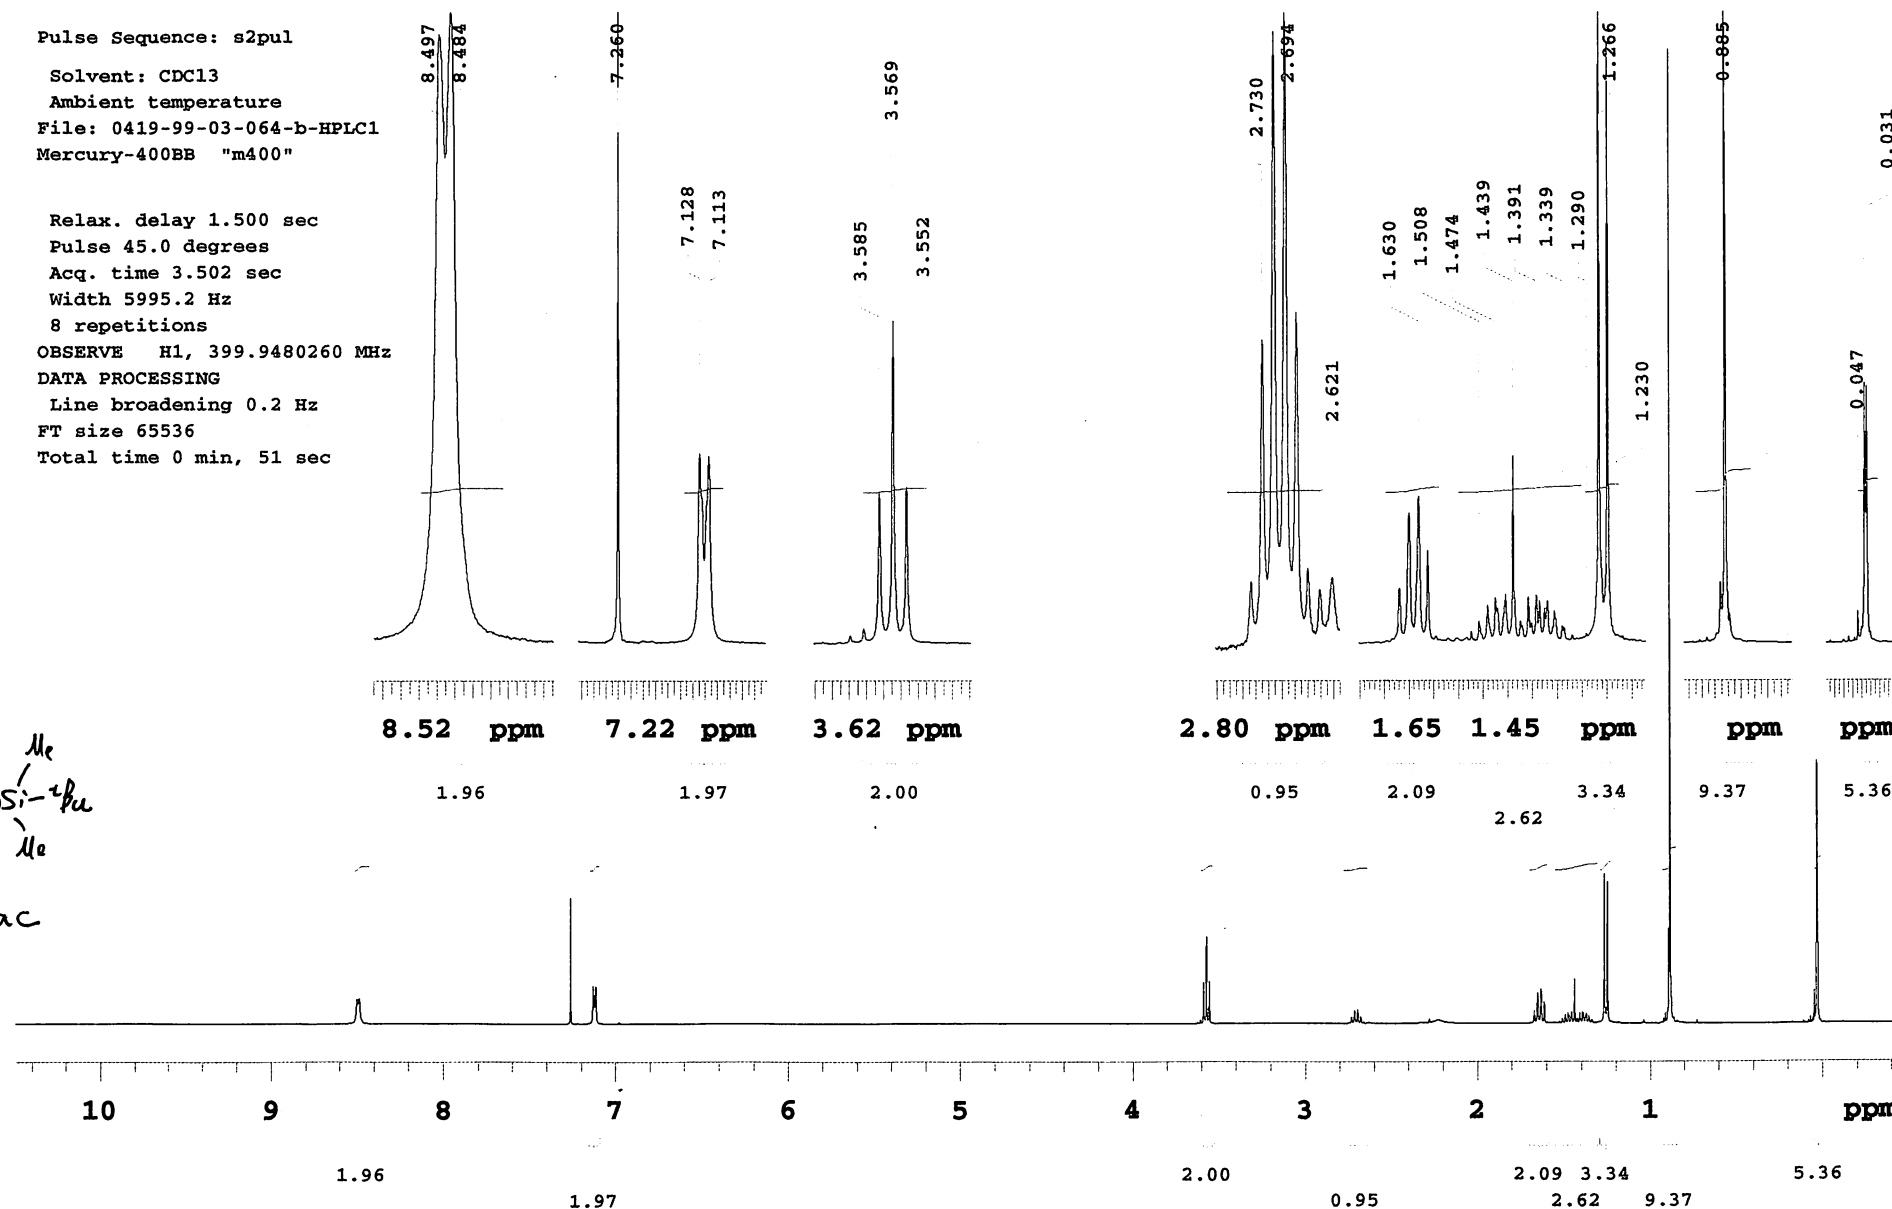 Pulse Sequence: s2pul
Solvent: CDCl3
Ambient temperature
File: 0419-99-03-064-b-HPLC1
Mercury-400BB "m400"
Relax. delay 1.500 sec
Pulse 45.0 degrees
Acq. time 3.502 sec
Width 5995.2 Hz
8 repetitions
OBSERVE H1, 399.9480260 MHz
DATA PROCESSING
Line broadening 0.2 Hz
FT size 65536
Total time 0 min, 51 sec
8.497
8.484
7.260
7.128
7.113
3.585
3.569
3.552
2.730
2.694
2.621
1.630
1.508
1.474
1.439
1.391
1.339
1.290
1.266
1.230
0.885
0.047
0.031
8.52 ppm 7.22 ppm 3.62 ppm 2.80 ppm 1.65 1.45 ppm ppm ppm
1.96 1.97 2.00 0.95 2.09 3.34 9.37 5.36
2.62
Me
Si-tBu
Me
ac
10 9 8 7 6 5 4 3 2 1 ppm
1.96 2.00 2.09 3.34 5.36
1.97 0.95 2.62 9.37